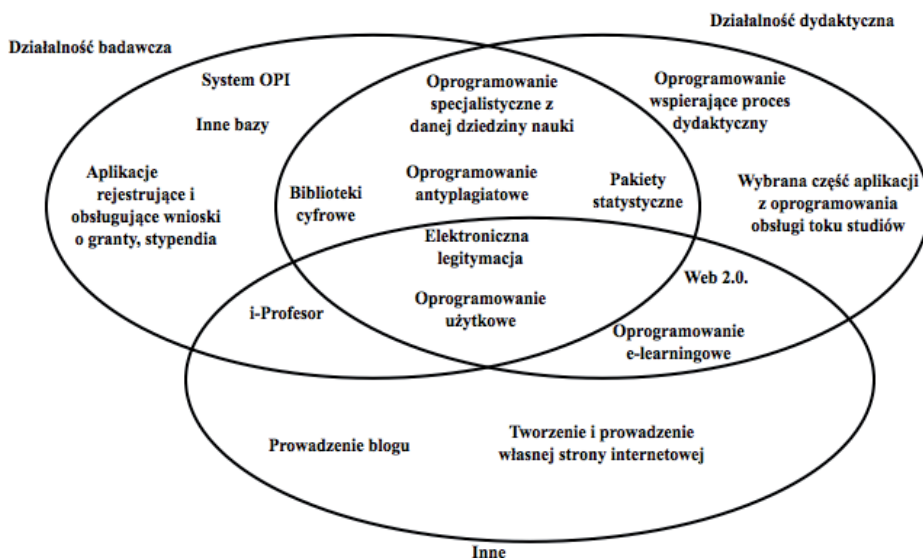 Działalność dydaktyczna
Działalność badawcza
System OPI
Inne bazy
Aplikacje
rejestrujące i
obsługujące wnioski
o granty, stypendia
Oprogramowanie
specjalistyczne z
danej dziedziny nauki
Oprogramowanie
antyplagiatowe
Biblioteki
cyfrowe
Pakiety
statystyczne
Oprogramowanie
wspierające proces
dydaktyczny
Wybrana część aplikacji
z oprogramowania
obsługi toku studiów
Elektroniczna
legitymacja
Oprogramowanie
użytkowe
i-Profesor
Web 2.0.
Oprogramowanie
e-learningowe
Prowadzenie blogu
Tworzenie i prowadzenie
własnej strony internetowej
Inne